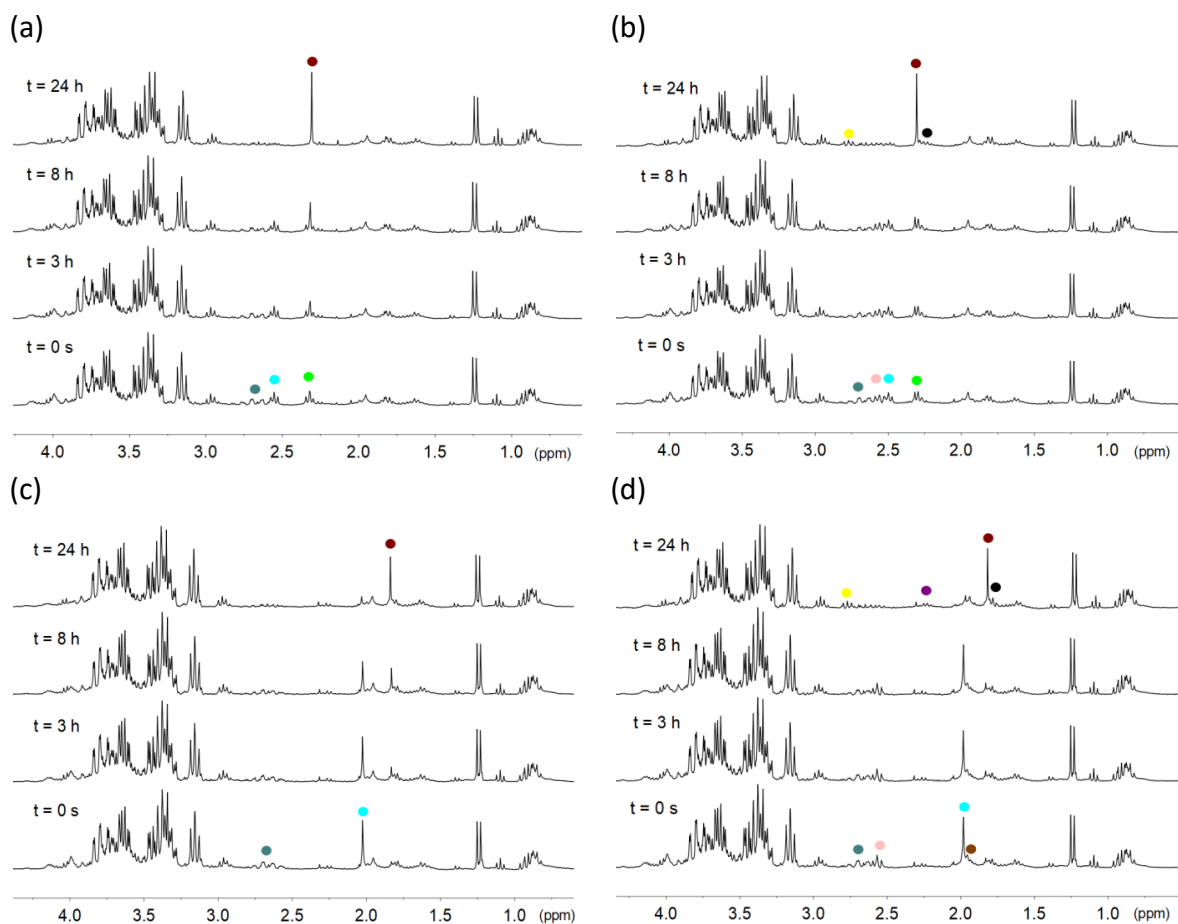 (a)
t = 24 h
t = 8 h
t = 3 h
t = 0 s
4.0 3.5 3.0 2.5 2.0 1.5 1.0 (ppm)
(b)
t = 24 h
t = 8 h
t = 3 h
t = 0 s
4.0 3.5 3.0 2.5 2.0 1.5 1.0 (ppm)
(c)
t = 24 h
t = 8 h
t = 3 h
t = 0 s
4.0 3.5 3.0 2.5 2.0 1.5 1.0 (ppm)
(d)
t = 24 h
t = 8 h
t = 3 h
t = 0 s
4.0 3.5 3.0 2.5 2.0 1.5 1.0 (ppm)